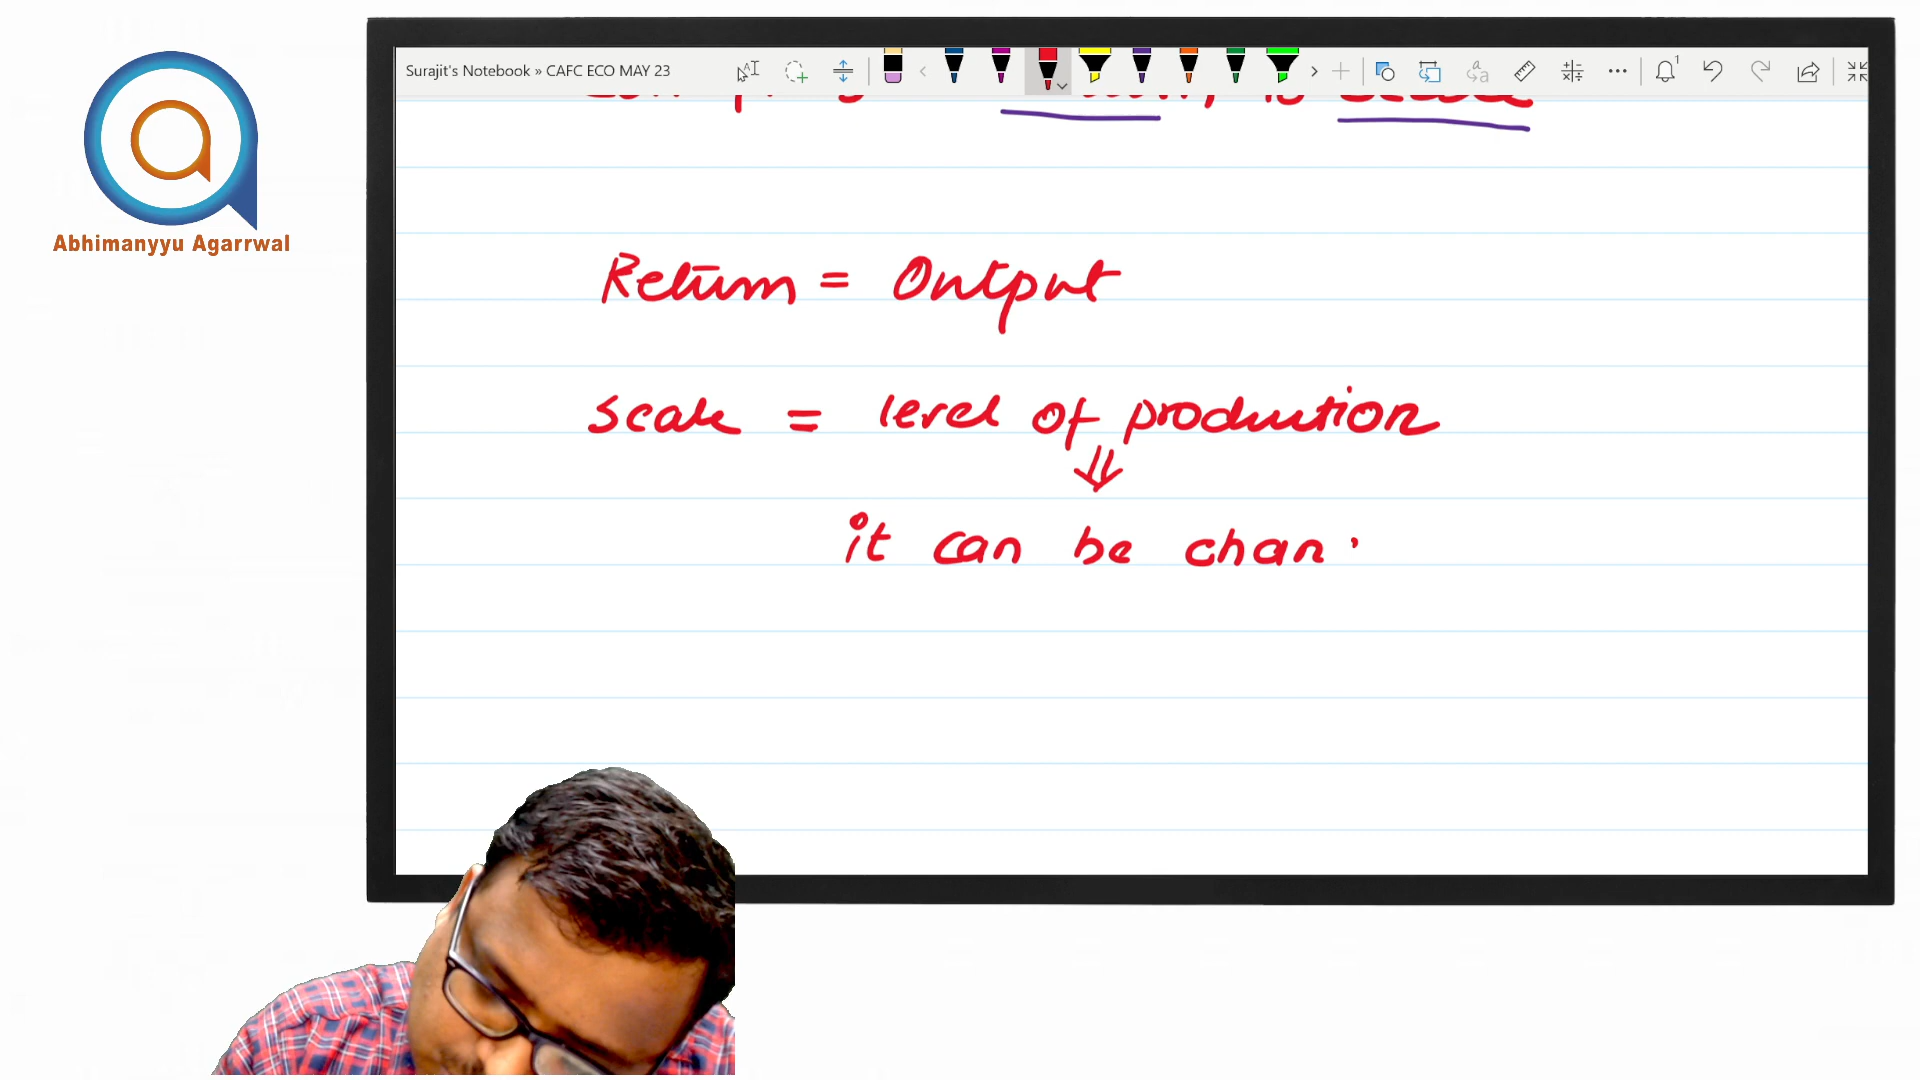 Surajit's Notebook » CAFC ECO MAY 23
Abhimanyyu Agarrwal
Return = Output
scale = level of production
it can be chan